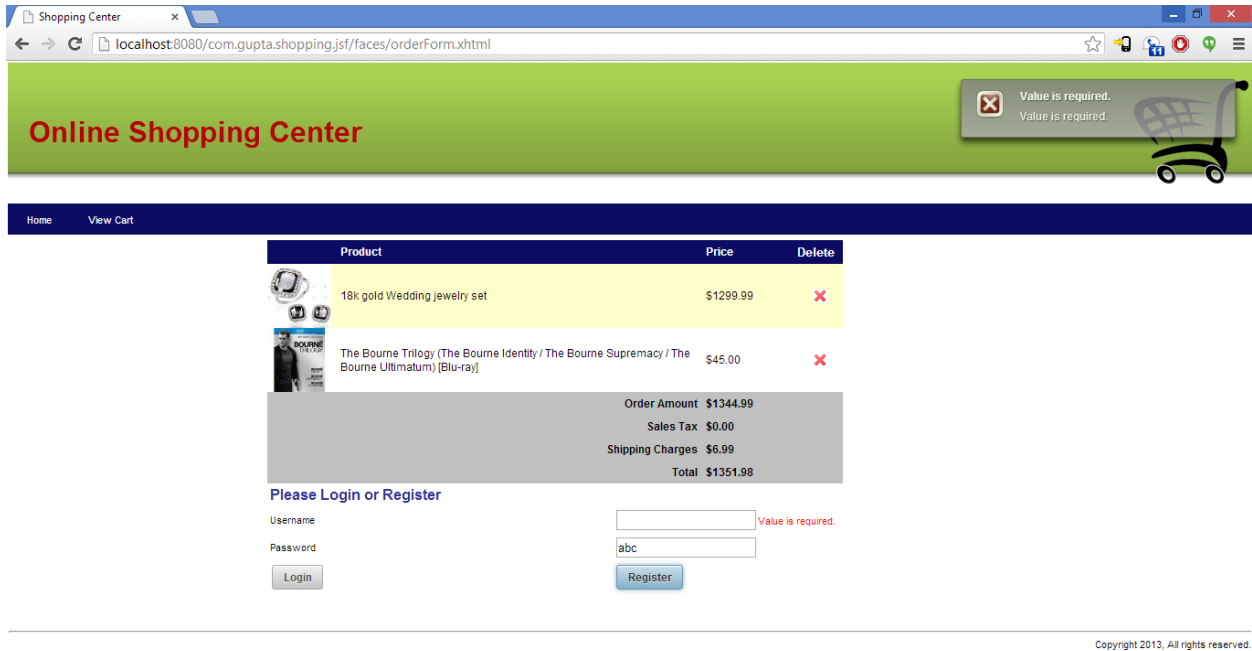 Shopping Center
localhost:8080/com.gupta.shopping.jsf/faces/orderForm.xhtml
11
Value is required.
Value is required.
Online Shopping Center
Home View Cart
Product Price Delete
18k gold Wedding jewelry set $1299.99
BOURNE
TRILOGY
The Bourne Trilogy (The Bourne Identity / The Bourne Supremacy / The
Bourne Ultimatum) [Blu-ray] $45.00
Order Amount $1344.99
Sales Tax $0.00
Shipping Charges $6.99
Total $1351.98
Please Login or Register
Username Value is required.
Password abc
Login Register
Copyright 2013, All rights reserved.